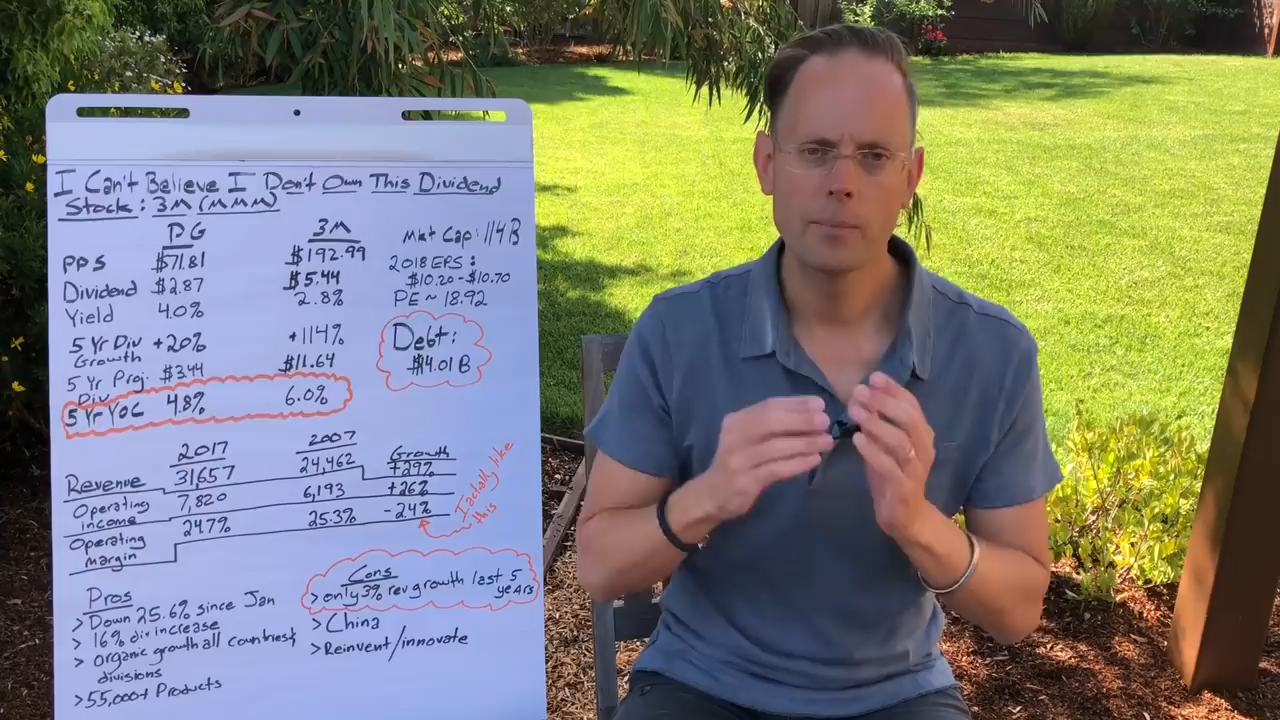 I Can't Believe I Don't Own This Dividend
Stock: 3M (MMM)
PG 3M
PPS $71.81 $192.99
Dividend $2.87 $5.44
Yield 4.0% 2.8%
5 Yr Div Growth +20% +114%
5 Yr Proj. Div $3.44 $11.64
5 Yr YOC 4.8% 6.0%
Mkt Cap: 114B
2018 EPS:
$10.20-$10.70
PE ~ 18.92
Debt:
$14.01 B
2017 2007 Growth
Revenue 31,657 24,462 +29%
Operating income 7,820 6,193 +26%
Operating margin 24.7% 25.3% -2.4%
I actually like
this
Pros
> Down 25.6% since Jan
> 16% div increase
> organic growth all countries &
divisions
> 55,000+ Products
Cons
> only 3% rev growth last 5
years
> China
> Reinvent/innovate